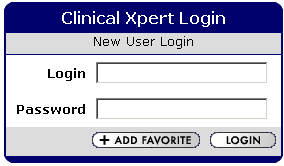 Clinical Xpert Login
New User Login
Login
Password
+ ADD FAVORITE LOGIN